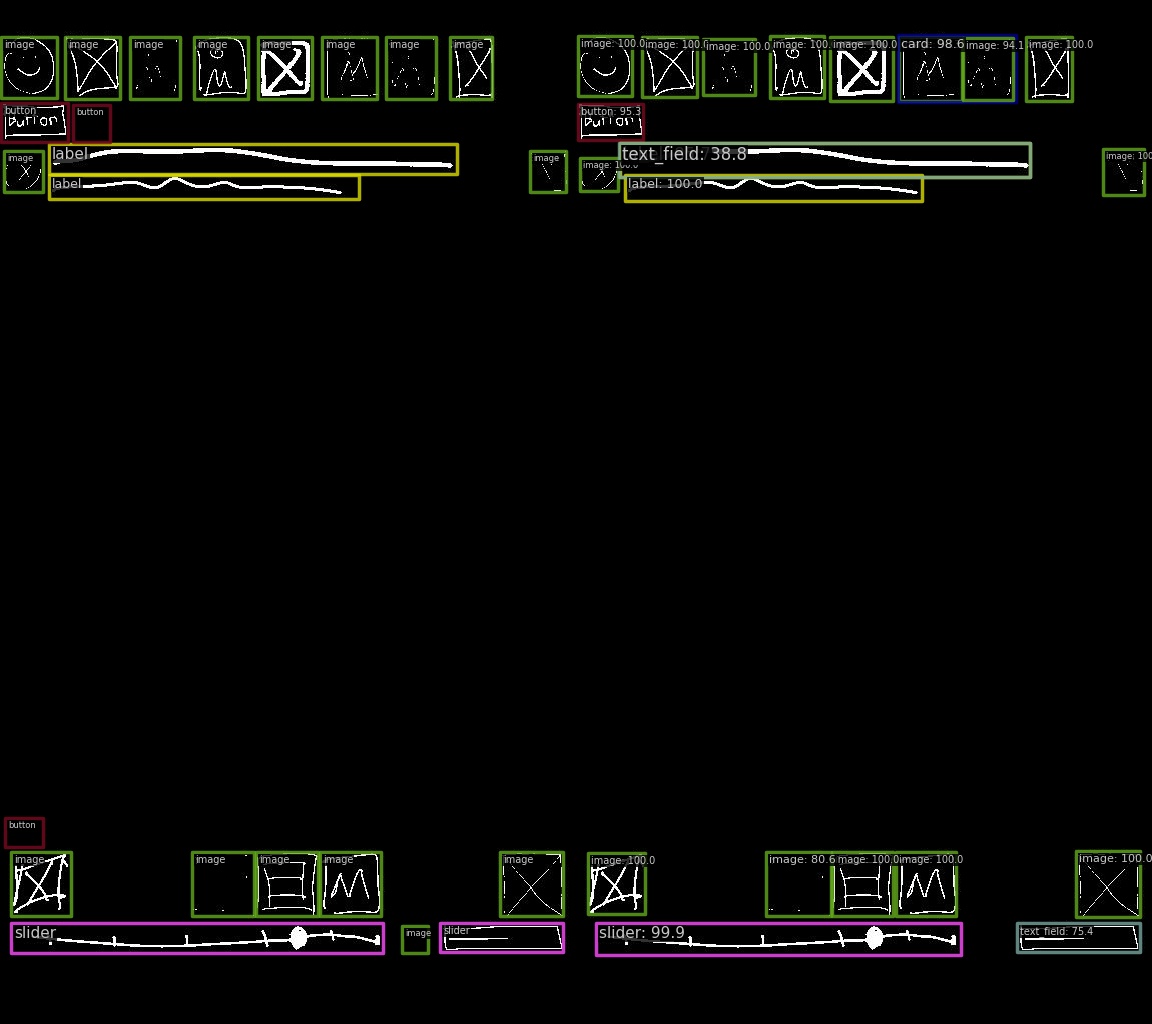 image image image image image image image image image: 100.0 image: 100.0 image: 100.0 image: 100.0 image: 100.0 card: 98.6 image: 94.1 image: 100.0
button button button: 95.3
Button Button
image label image image: 100.0 text_field: 38.8 image: 100
label label: 100.0
button
image image image image image image: 100.0 image: 80.6 image: 100.0 image: 100.0 image: 100.0
slider image slider slider: 99.9 text_field: 75.4